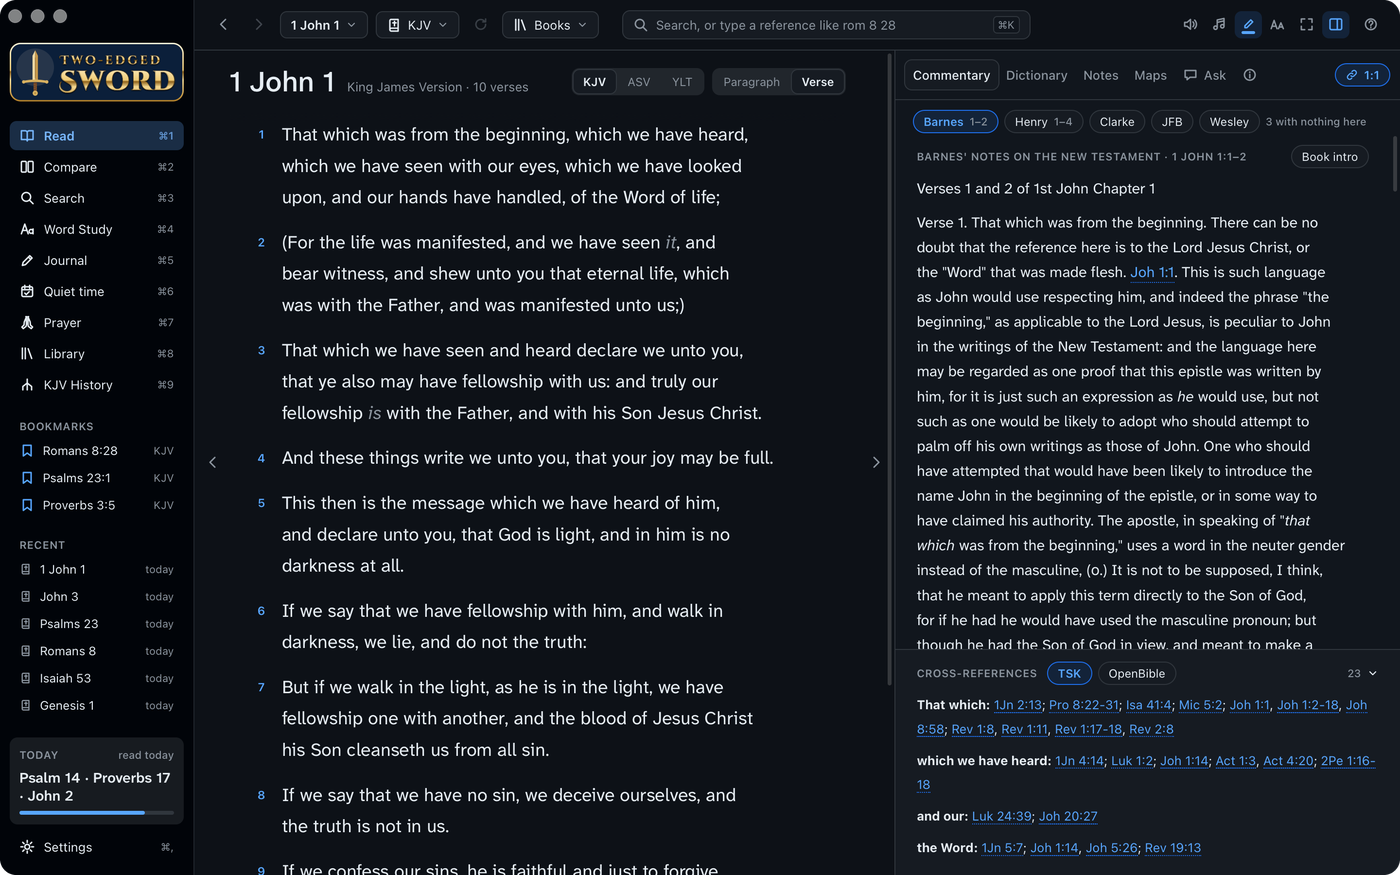 TWO-EDGED
SWORD
Read ⌘1
Compare ⌘2
Search ⌘3
Word Study ⌘4
Journal ⌘5
Quiet time ⌘6
Prayer ⌘7
Library ⌘8
KJV History ⌘9
BOOKMARKS
Romans 8:28 KJV
Psalms 23:1 KJV
Proverbs 3:5 KJV
RECENT
1 John 1 today
John 3 today
Psalms 23 today
Romans 8 today
Isaiah 53 today
Genesis 1 today
TODAY read today
Psalm 14 · Proverbs 17
· John 2
Settings ⌘,
1 John 1
KJV
Books
Search, or type a reference like rom 8 28 ⌘K
1 John 1 King James Version · 10 verses
KJV ASV YLT
Paragraph Verse
1 That which was from the beginning, which we have heard,
which we have seen with our eyes, which we have looked
upon, and our hands have handled, of the Word of life;
2 (For the life was manifested, and we have seen it, and
bear witness, and shew unto you that eternal life, which
was with the Father, and was manifested unto us;)
3 That which we have seen and heard declare we unto you,
that ye also may have fellowship with us: and truly our
fellowship is with the Father, and with his Son Jesus Christ.
4 And these things write we unto you, that your joy may be full.
5 This then is the message which we have heard of him,
and declare unto you, that God is light, and in him is no
darkness at all.
6 If we say that we have fellowship with him, and walk in
darkness, we lie, and do not the truth:
7 But if we walk in the light, as he is in the light, we have
fellowship one with another, and the blood of Jesus Christ
his Son cleanseth us from all sin.
8 If we say that we have no sin, we deceive ourselves, and
the truth is not in us.
9 If we confess our sins, he is faithful and just to forgive
Commentary Dictionary Notes Maps Ask 1:1
Barnes 1–2 Henry 1–4 Clarke JFB Wesley 3 with nothing here
BARNES' NOTES ON THE NEW TESTAMENT · 1 JOHN 1:1–2 Book intro
Verses 1 and 2 of 1st John Chapter 1
Verse 1. That which was from the beginning. There can be no
doubt that the reference here is to the Lord Jesus Christ, or
the "Word" that was made flesh. Joh 1:1. This is such language
as John would use respecting him, and indeed the phrase "the
beginning," as applicable to the Lord Jesus, is peculiar to John
in the writings of the New Testament: and the language here
may be regarded as one proof that this epistle was written by
him, for it is just such an expression as he would use, but not
such as one would be likely to adopt who should attempt to
palm off his own writings as those of John. One who should
have attempted that would have been likely to introduce the
name John in the beginning of the epistle, or in some way to
have claimed his authority. The apostle, in speaking of "that
which was from the beginning," uses a word in the neuter gender
instead of the masculine, (o.) It is not to be supposed, I think,
that he meant to apply this term directly to the Son of God,
for if he had he would have used the masculine pronoun; but
though he had the Son of God in view, and meant to make a
CROSS-REFERENCES TSK OpenBible 23
That which: 1Jn 2:13; Pro 8:22-31; Isa 41:4; Mic 5:2; Joh 1:1, Joh 1:2-18, Joh
8:58; Rev 1:8, Rev 1:11, Rev 1:17-18, Rev 2:8
which we have heard: 1Jn 4:14; Luk 1:2; Joh 1:14; Act 1:3, Act 4:20; 2Pe 1:16-
18
and our: Luk 24:39; Joh 20:27
the Word: 1Jn 5:7; Joh 1:14, Joh 5:26; Rev 19:13